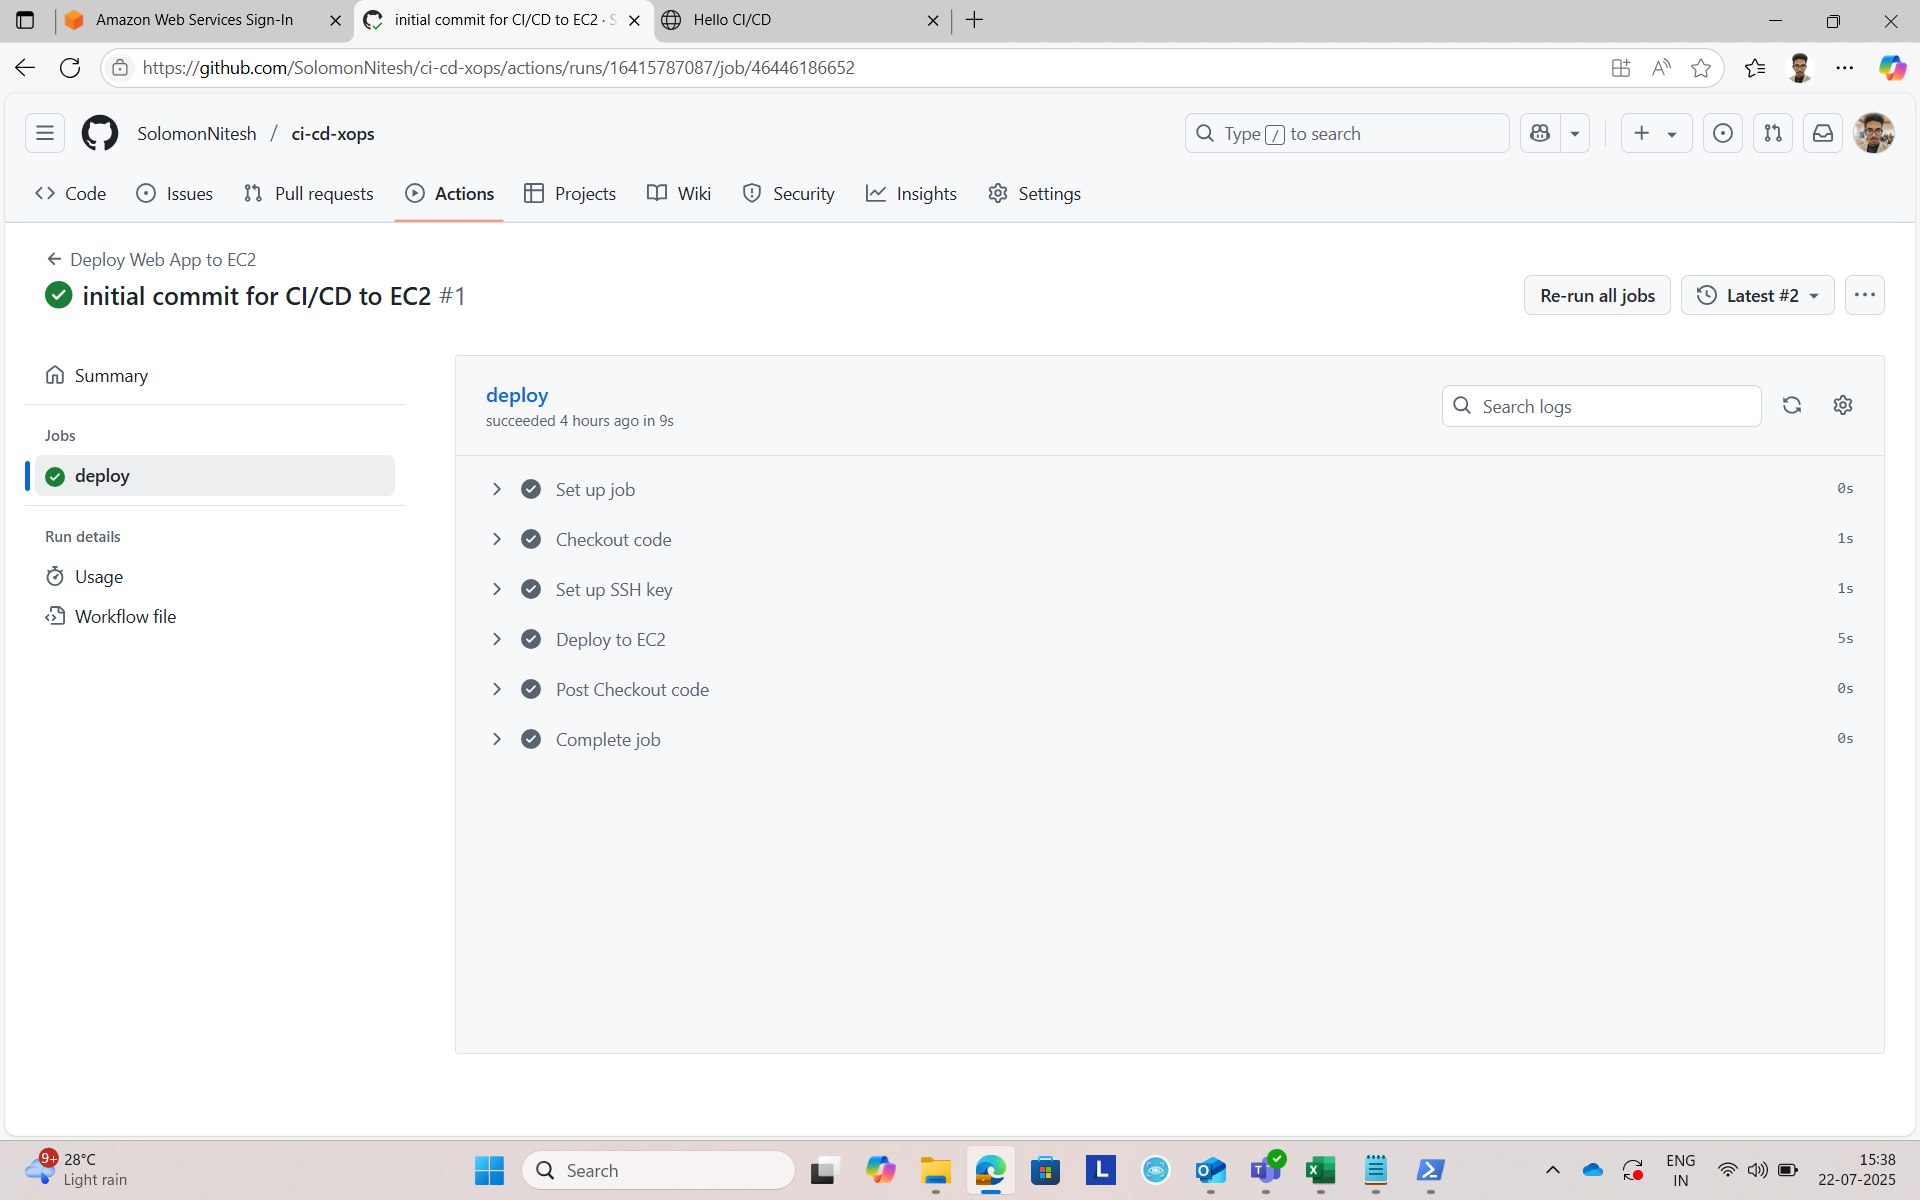 Amazon Web Services Sign-In
initial commit for CI/CD to EC2 · S
Hello CI/CD
https://github.com/SolomonNitesh/ci-cd-xops/actions/runs/16415787087/job/46446186652
SolomonNitesh / ci-cd-xops
Type / to search
Code
Issues
Pull requests
Actions
Projects
Wiki
Security
Insights
Settings
Deploy Web App to EC2
initial commit for CI/CD to EC2 #1
Re-run all jobs
Latest #2
Summary
Jobs
deploy
Run details
Usage
Workflow file
deploy
succeeded 4 hours ago in 9s
Search logs
Set up job 0s
Checkout code 1s
Set up SSH key 1s
Deploy to EC2 5s
Post Checkout code 0s
Complete job 0s
9+
28°C
Light rain
Search
L
T
X
ENG
IN
15:38
22-07-2025